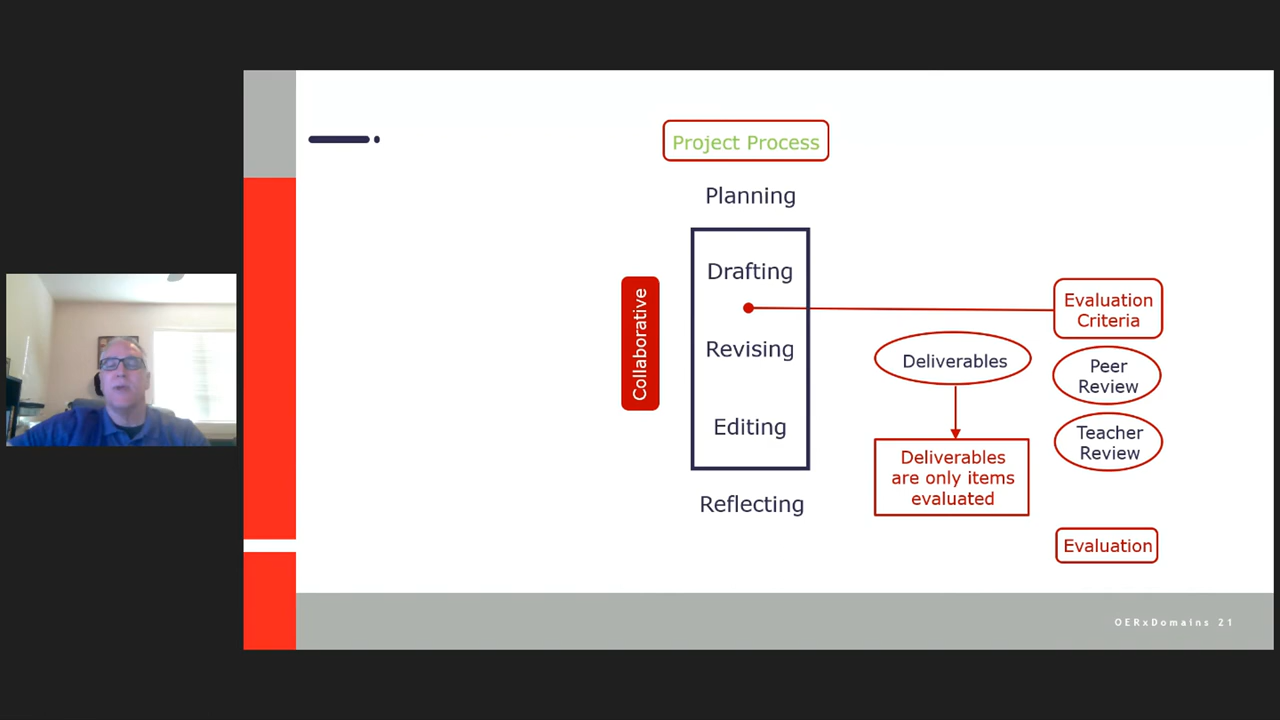 Project Process
Planning
Drafting
Revising
Editing
Reflecting
Collaborative
Deliverables
Deliverables
are only items
evaluated
Evaluation
Criteria
Peer
Review
Teacher
Review
Evaluation
OERxDomains 21